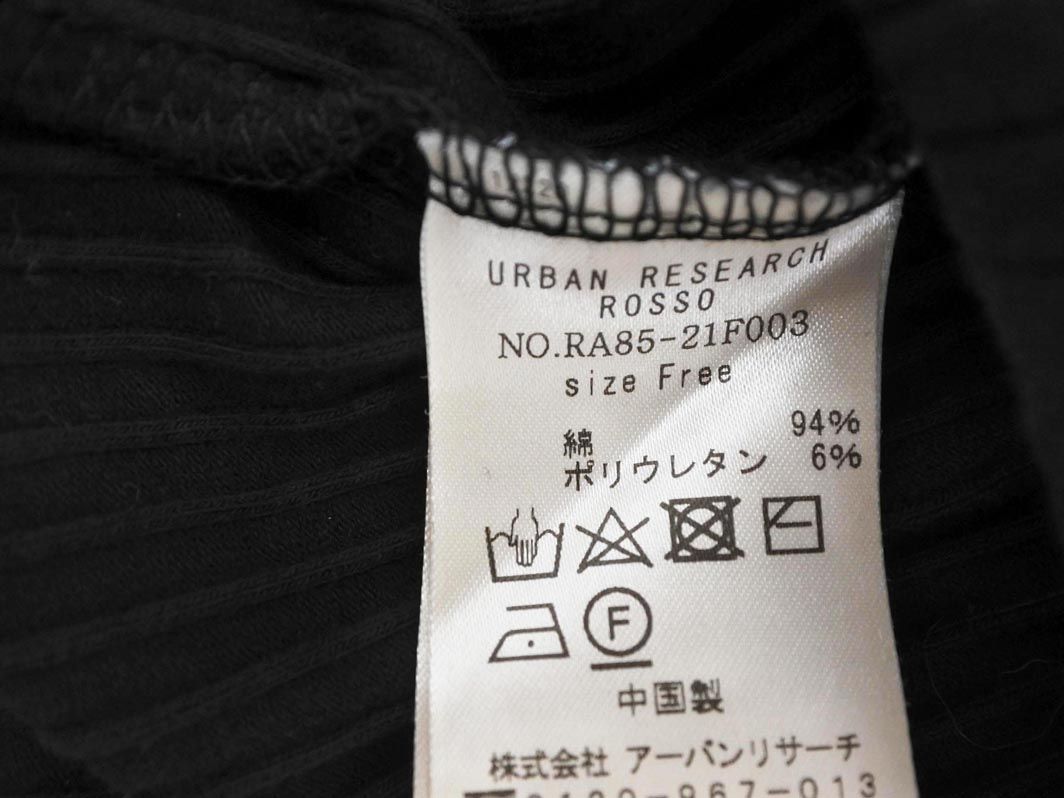 URBAN RESEARCH
ROSSO
NO.RA85-21F003
size Free
綿 94%
ポリウレタン 6%
F
中国製
株式会社 アーバンリサーチ